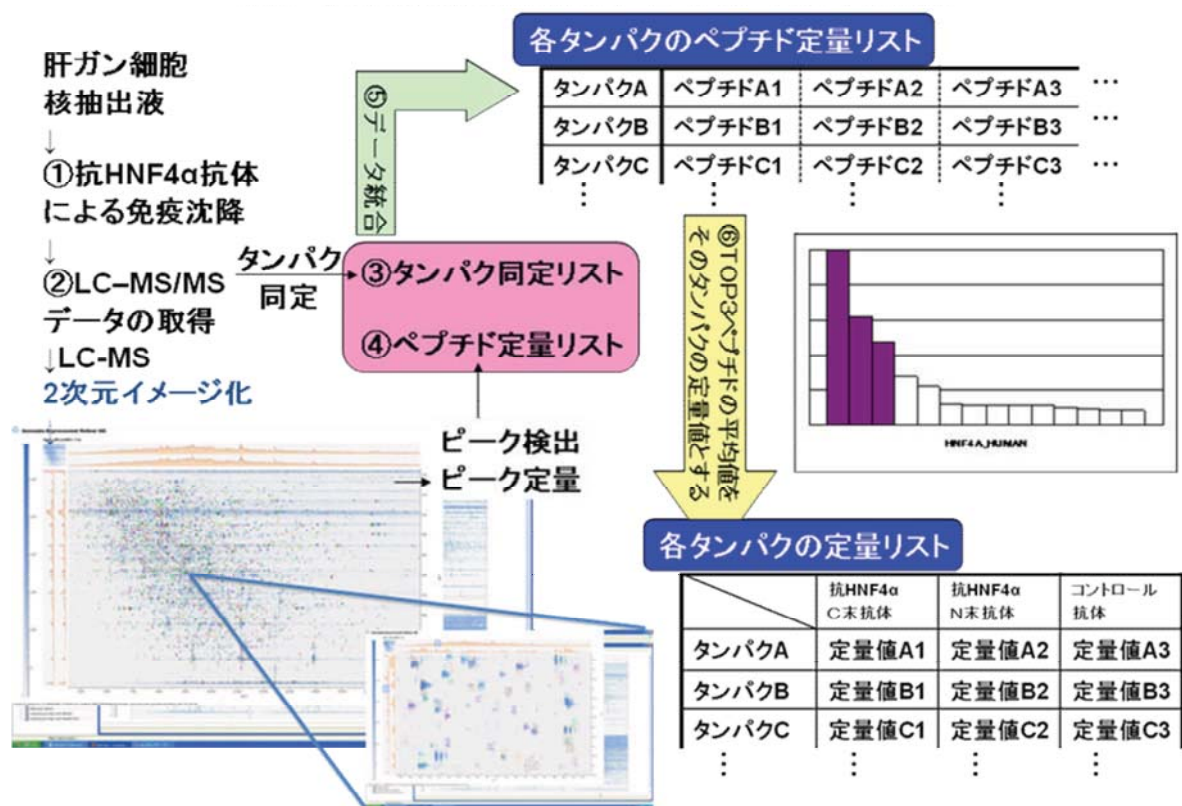 肝ガン細胞
核抽出液
↓
①抗HNF4α抗体
による免疫沈降
↓
②LC–MS/MS
データの取得
↓LC-MS
2次元イメージ化
タンパク
同定
③タンパク同定リスト
④ペプチド定量リスト
ピーク検出
ピーク定量
⑤データ統合
各タンパクのペプチド定量リスト
タンパクA ペプチドA1 ペプチドA2 ペプチドA3 …
タンパクB ペプチドB1 ペプチドB2 ペプチドB3 …
タンパクC ペプチドC1 ペプチドC2 ペプチドC3 …
⋮ ⋮ ⋮ ⋮
⑥TOP3ペプチドの平均値を
そのタンパクの定量値とする
HNF4A_HUMAN
各タンパクの定量リスト
抗HNF4α 抗HNF4α コントロール
C末抗体 N末抗体 抗体
タンパクA 定量値A1 定量値A2 定量値A3
タンパクB 定量値B1 定量値B2 定量値B3
タンパクC 定量値C1 定量値C2 定量値C3
⋮ ⋮ ⋮ ⋮